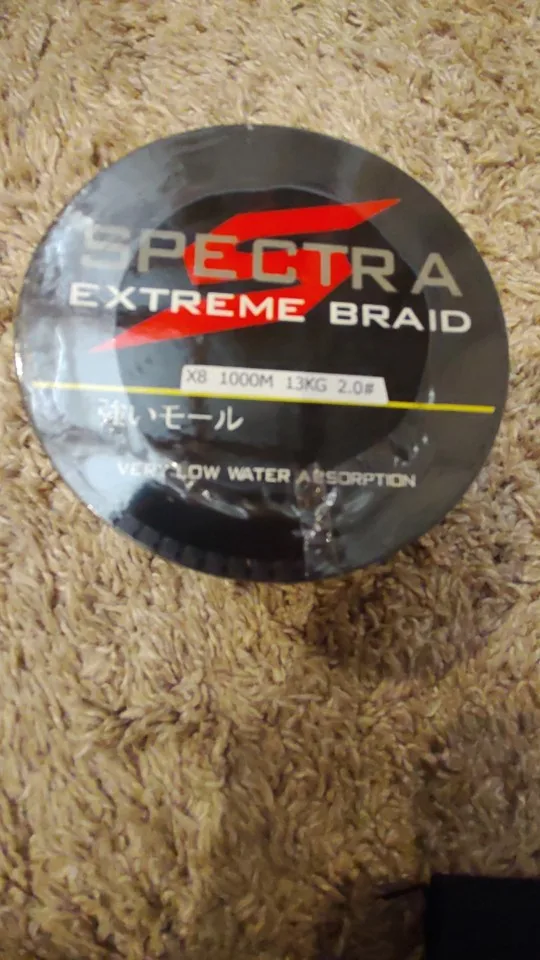 SPECTRA
EXTREME BRAID
X8 1000M 13KG 2.0#
強いモール
VERY LOW WATER ABSORPTION